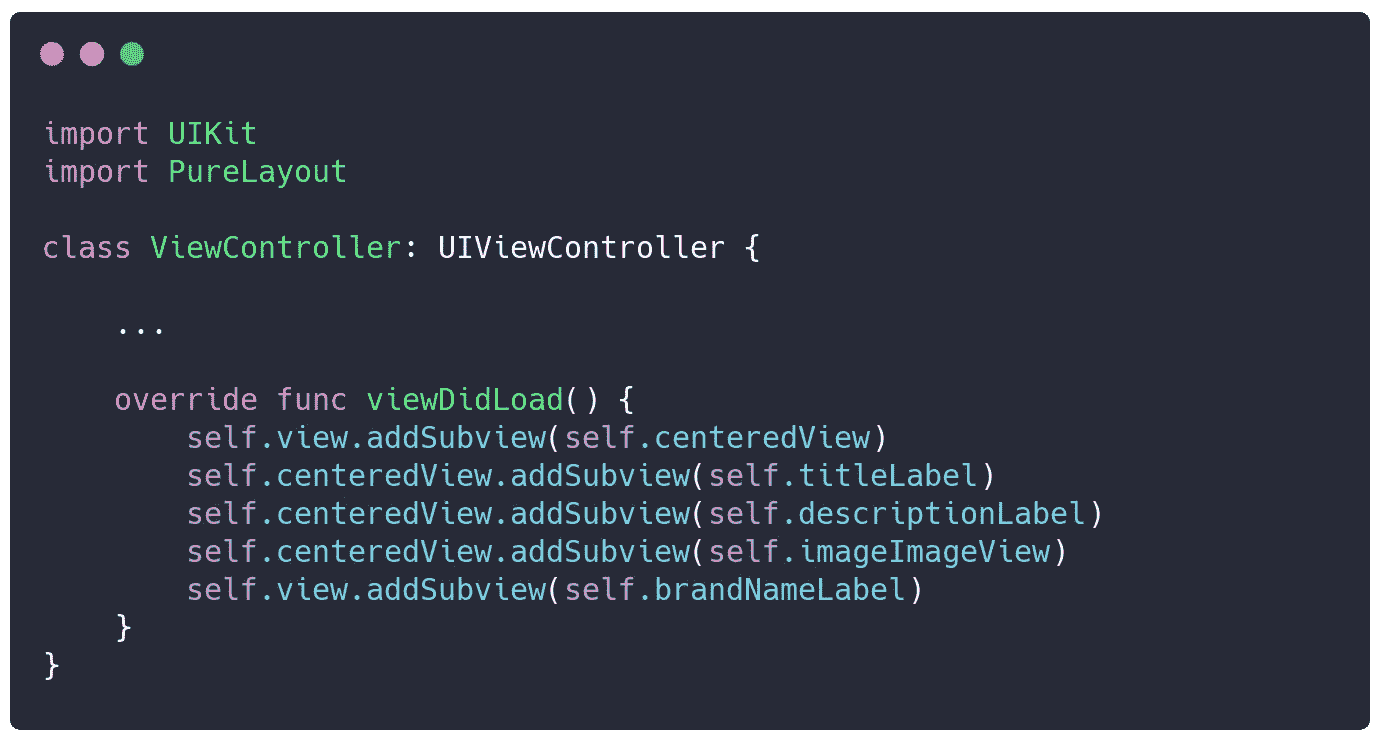 import UIKit
import PureLayout
class ViewController: UIViewController {
...
override func viewDidLoad() {
self.view.addSubview(self.centeredView)
self.centeredView.addSubview(self.titleLabel)
self.centeredView.addSubview(self.descriptionLabel)
self.centeredView.addSubview(self.imageImageView)
self.view.addSubview(self.brandNameLabel)
}
}